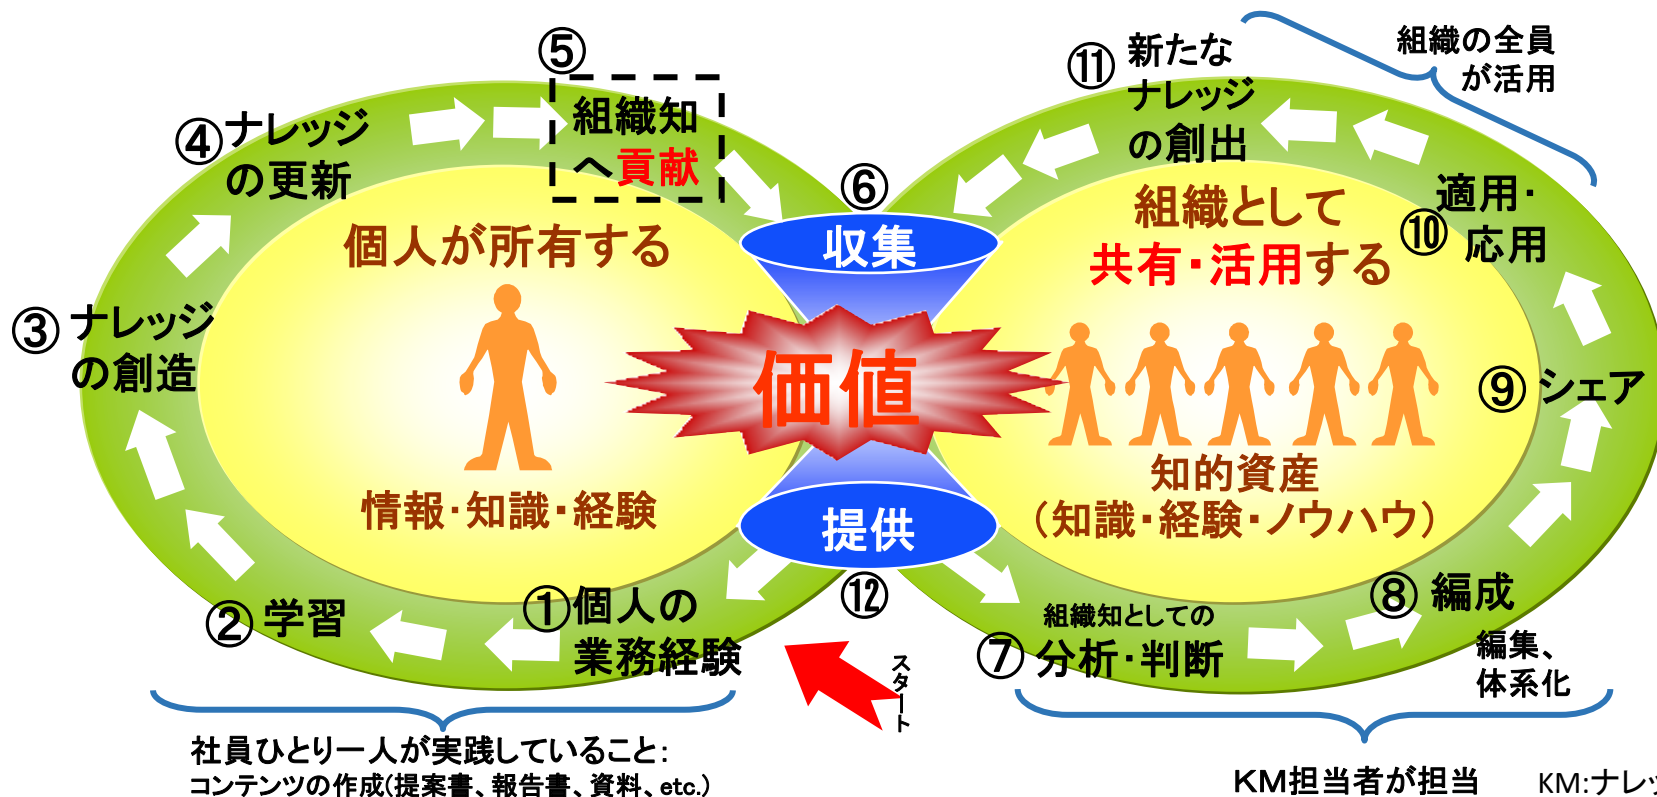 ⑤
組織知
へ貢献
④ナレッジ
の更新
③ナレッジ
の創造
②学習
①個人の
業務経験
個人が所有する
情報・知識・経験
⑥
収集
価値
提供
⑫
スタート
⑪新たな
ナレッジ
の創出
組織の全員
が活用
組織として
共有・活用する
⑩適用・
応用
⑨シェア
知的資産
（知識・経験・ノウハウ）
⑧編成
編集、
体系化
組織知としての
⑦分析・判断
社員ひとり一人が実践していること：
コンテンツの作成(提案書、報告書、資料、etc.)
KM担当者が担当
KM:ナレッ